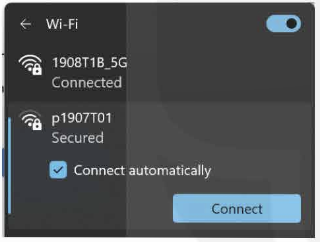 Wi-Fi
1908T1B_5G
Connected
p1907T01
Secured
Connect automatically
Connect